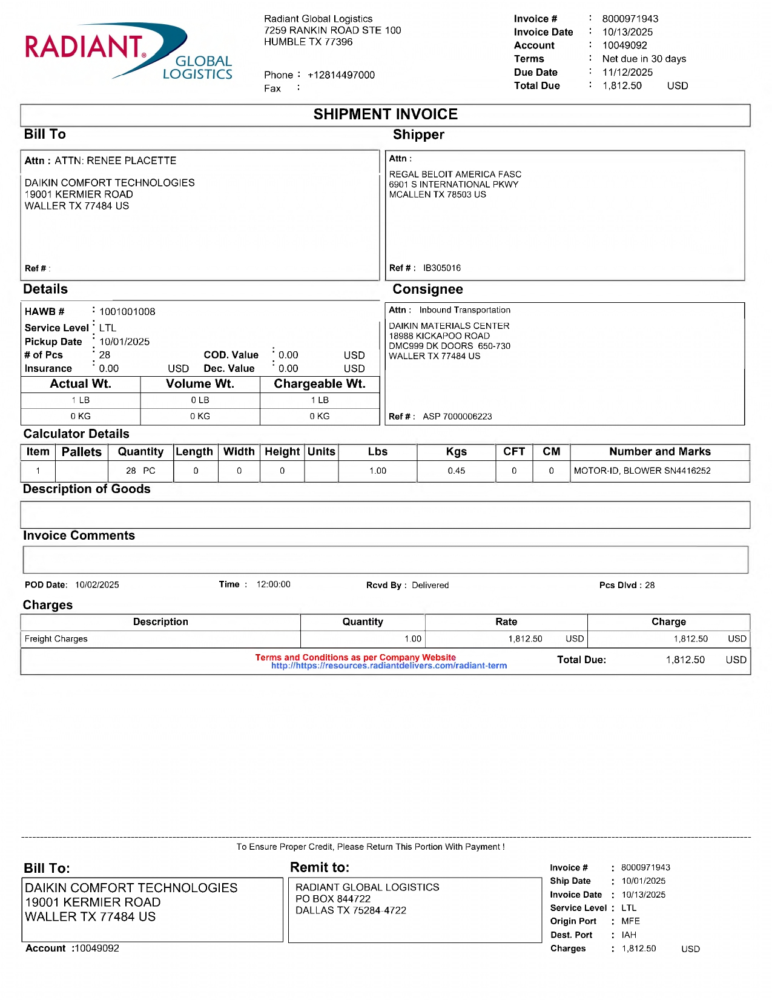 RADIANT®
GLOBAL
LOGISTICS
Radiant Global Logistics
7259 RANKIN ROAD STE 100
HUMBLE TX 77396
Phone : +12814497000
Fax :
Invoice # : 8000971943
Invoice Date : 10/13/2025
Account : 10049092
Terms : Net due in 30 days
Due Date : 11/12/2025
Total Due : 1,812.50 USD
SHIPMENT INVOICE
Bill To
Attn : ATTN: RENEE PLACETTE
DAIKIN COMFORT TECHNOLOGIES
19001 KERMIER ROAD
WALLER TX 77484 US
Ref # :
Shipper
Attn :
REGAL BELOIT AMERICA FASC
6901 S INTERNATIONAL PKWY
MCALLEN TX 78503 US
Ref # : IB305016
Details
HAWB # : 1001001008
Service Level : LTL
Pickup Date : 10/01/2025
# of Pcs : 28 COD. Value : 0.00 USD
Insurance : 0.00 USD Dec. Value : 0.00 USD
Actual Wt. Volume Wt. Chargeable Wt.
1 LB 0 LB 1 LB
0 KG 0 KG 0 KG
Consignee
Attn : Inbound Transportation
DAIKIN MATERIALS CENTER
18988 KICKAPOO ROAD
DMC999 DK DOORS 650-730
WALLER TX 77484 US
Ref # : ASP 7000006223
Calculator Details
Item Pallets Quantity Length Width Height Units Lbs Kgs CFT CM Number and Marks
1 28 PC 0 0 0 1.00 0.45 0 0 MOTOR-ID, BLOWER SN4416252
Description of Goods
Invoice Comments
POD Date: 10/02/2025 Time : 12:00:00 Rcvd By : Delivered Pcs Dlvd : 28
Charges
Description Quantity Rate Charge
Freight Charges 1.00 1,812.50 USD 1,812.50 USD
Terms and Conditions as per Company Website
http://https://resources.radiantdelivers.com/radiant-term
Total Due: 1,812.50 USD
To Ensure Proper Credit, Please Return This Portion With Payment !
Bill To:
DAIKIN COMFORT TECHNOLOGIES
19001 KERMIER ROAD
WALLER TX 77484 US
Account :10049092
Remit to:
RADIANT GLOBAL LOGISTICS
PO BOX 844722
DALLAS TX 75284-4722
Invoice # : 8000971943
Ship Date : 10/01/2025
Invoice Date : 10/13/2025
Service Level : LTL
Origin Port : MFE
Dest. Port : IAH
Charges : 1,812.50 USD